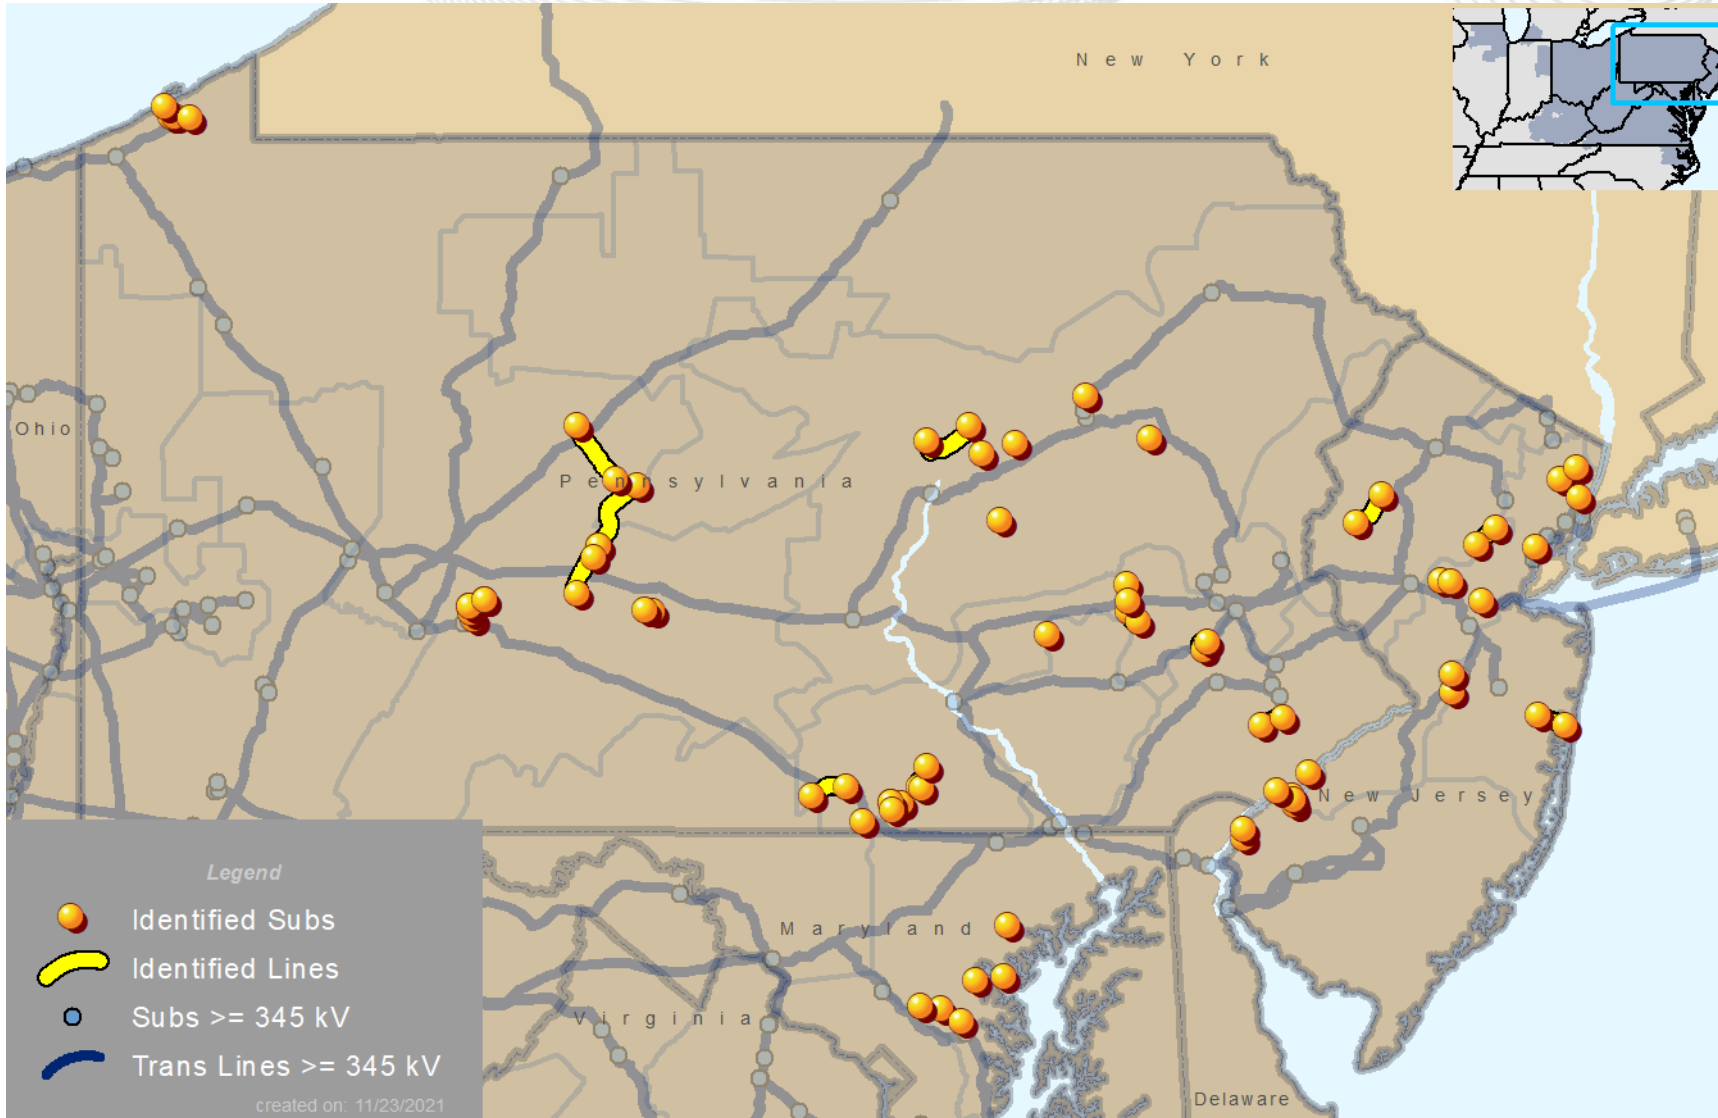 New York
Ohio
Pennsylvania
New Jersey
Legend
Identified Subs
Identified Lines
Subs >= 345 kV
Trans Lines >= 345 kV
created on: 11/23/2021
Maryland
Virginia
Delaware